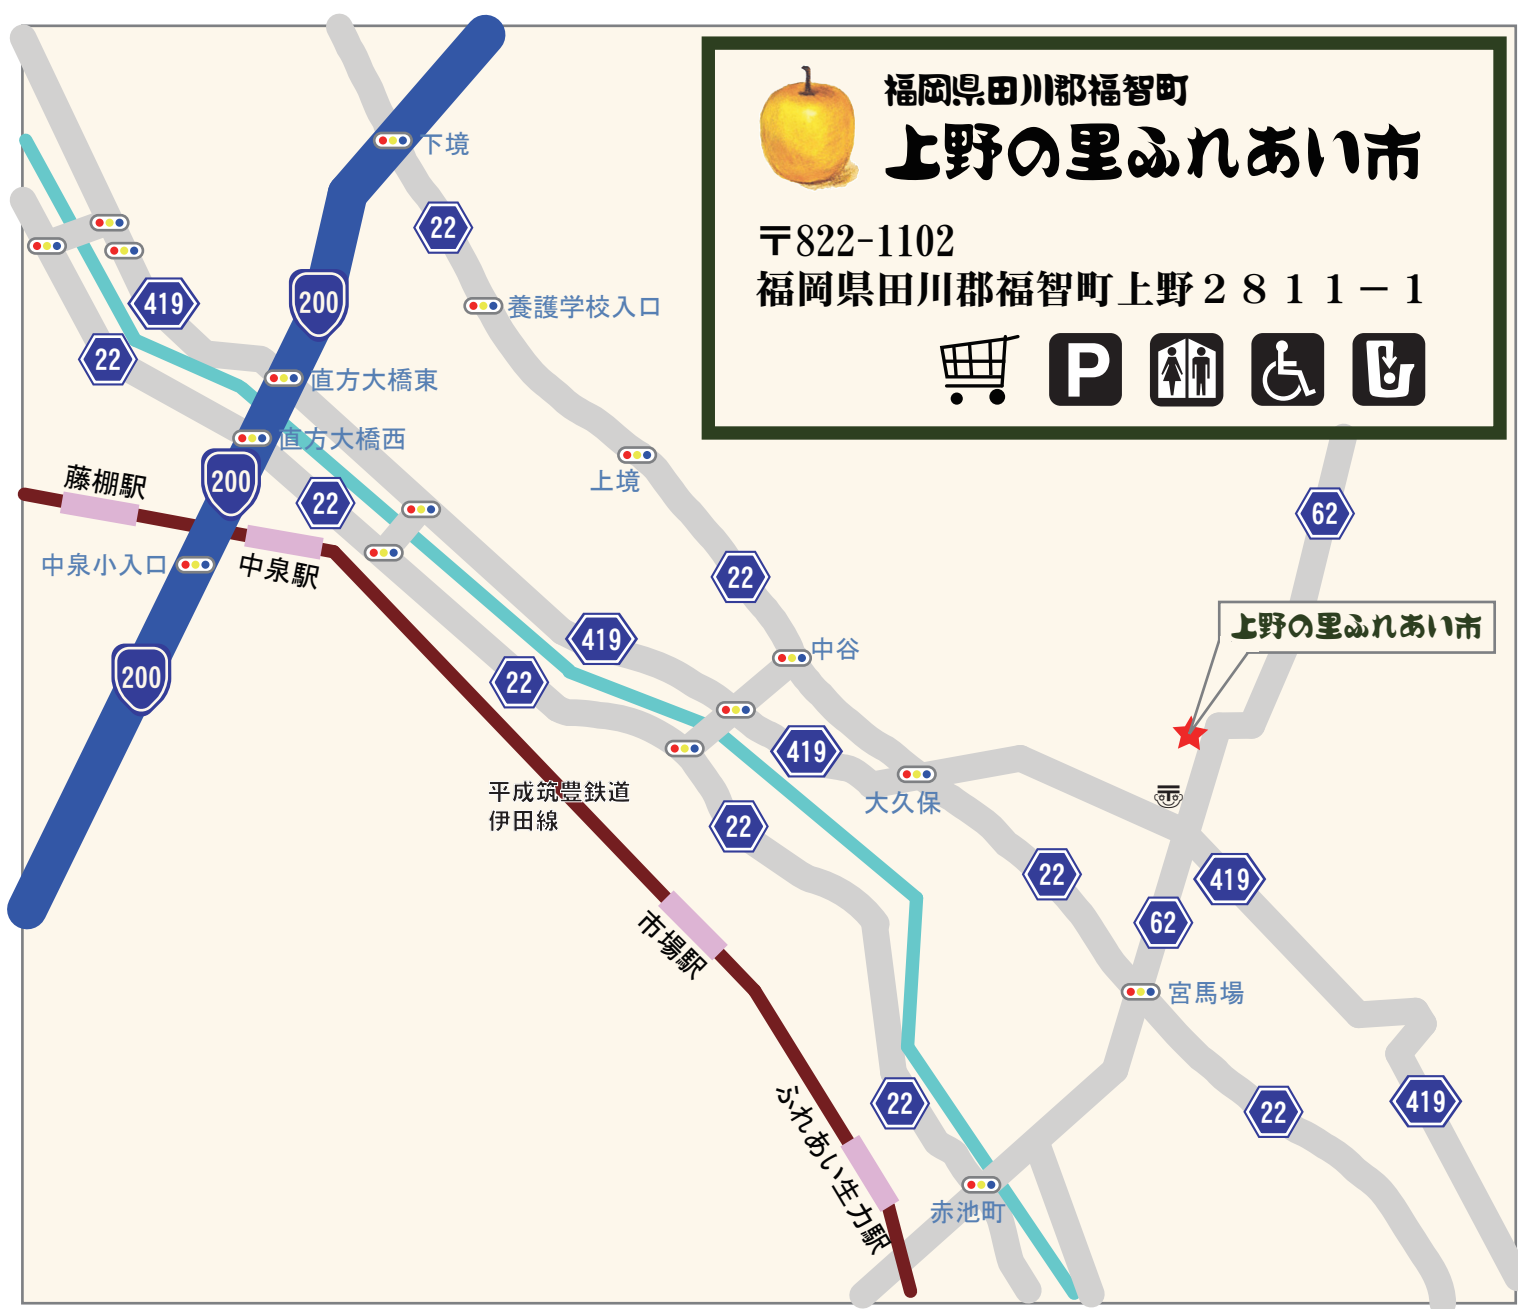 福岡県田川郡福智町
上野の里ふれあい市
〒822-1102
福岡県田川郡福智町上野２８１１－１
P
下境
22
養護学校入口
419
200
22
直方大橋東
直方大橋西
200
22
藤棚駅
中泉駅
中泉小入口
200
上境
22
62
419
22
中谷
上野の里ふれあい市
419
平成筑豊鉄道
伊田線
22
大久保
〒
22
419
62
市場駅
宮馬場
22
22
419
ふれあい生力駅
赤池町